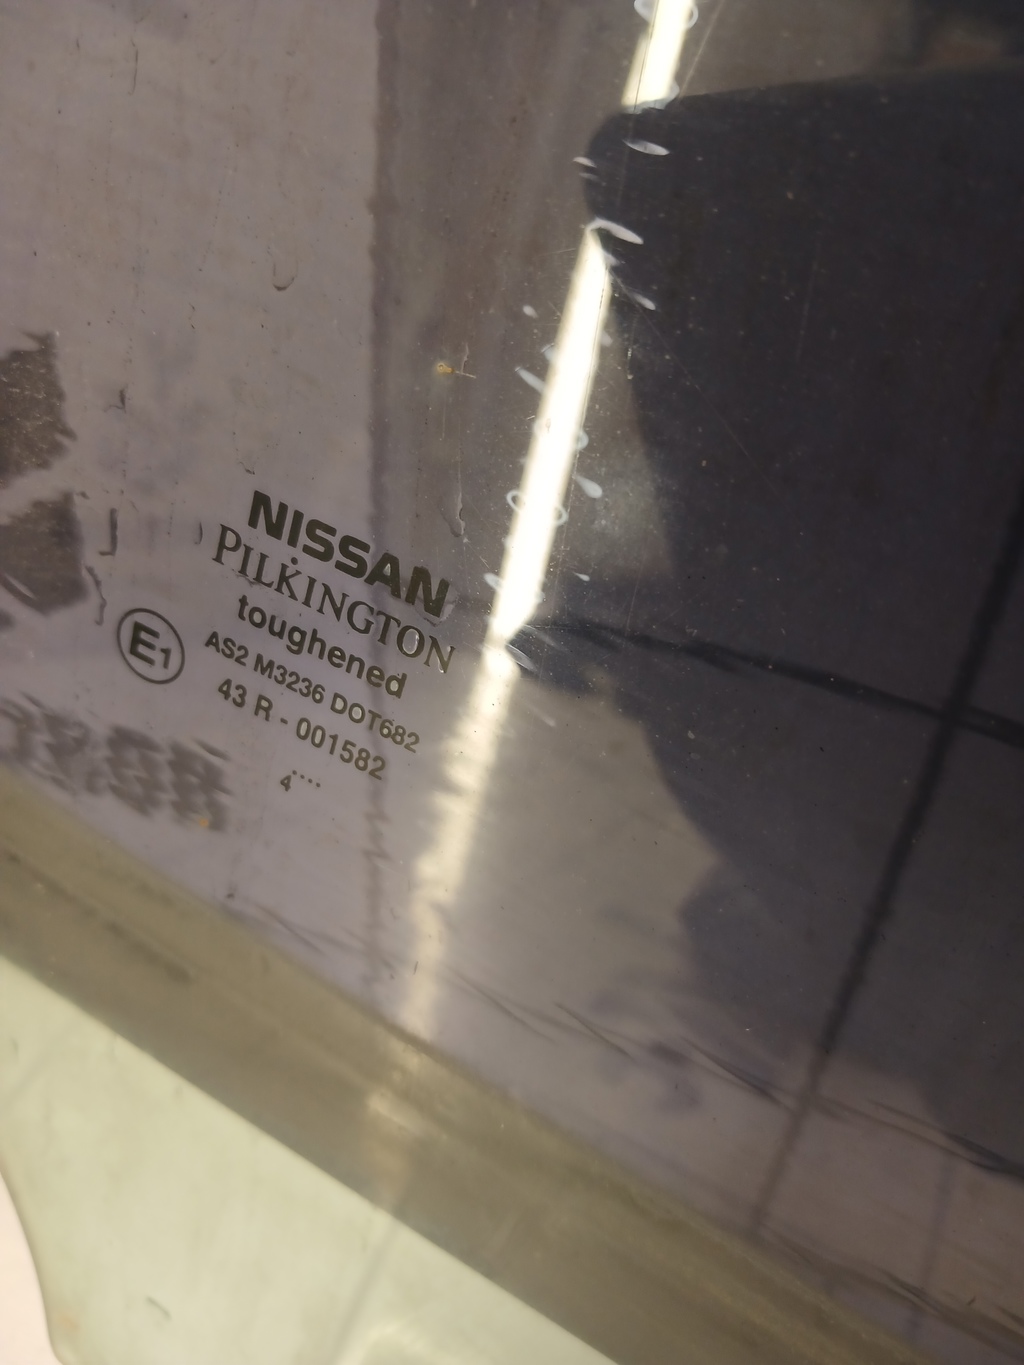 NISSAN
PILKINGTON
toughened
E1
AS2 M3236 DOT682
43 R - 001582
....
4